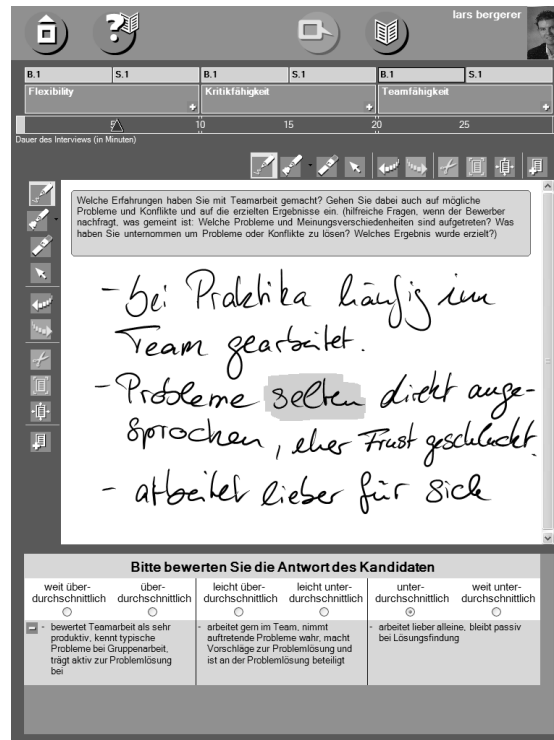 lars bergerer
B.1 S.1 B.1 S.1 B.1 S.1
Flexibility Kritikfähigkeit Teamfähigkeit
5 10 15 20 25
Dauer des Interviews (in Minuten)
Welche Erfahrungen haben Sie mit Teamarbeit gemacht? Gehen Sie dabei auch auf mögliche
Probleme und Konflikte und auf die erzielten Ergebnisse ein. (hilfreiche Fragen, wenn der Bewerber
nachfragt, was gemeint ist: Welche Probleme und Meinungsverschiedenheiten sind aufgetreten? Was
haben Sie unternommen um Probleme oder Konflikte zu lösen? Welches Ergebnis wurde erzielt?)
- bei Praktika häufig im
Team gearbeitet.
- Probleme selten direkt ange-
sprochen, eher Frust geschluckt.
- arbeitet lieber für sich
Bitte bewerten Sie die Antwort des Kandidaten
weit über- über- leicht über- leicht unter- unter- weit unter-
durchschnittlich durchschnittlich durchschnittlich durchschnittlich durchschnittlich durchschnittlich
- bewertet Teamarbeit als sehr
produktiv, kennt typische
Probleme bei Gruppenarbeit,
trägt aktiv zur Problemlösung
bei
- arbeitet gern im Team, nimmt
auftretende Probleme wahr, macht
Vorschläge zur Problemlösung und
ist an der Problemlösung beteiligt
- arbeitet lieber alleine, bleibt passiv
bei Lösungsfindung